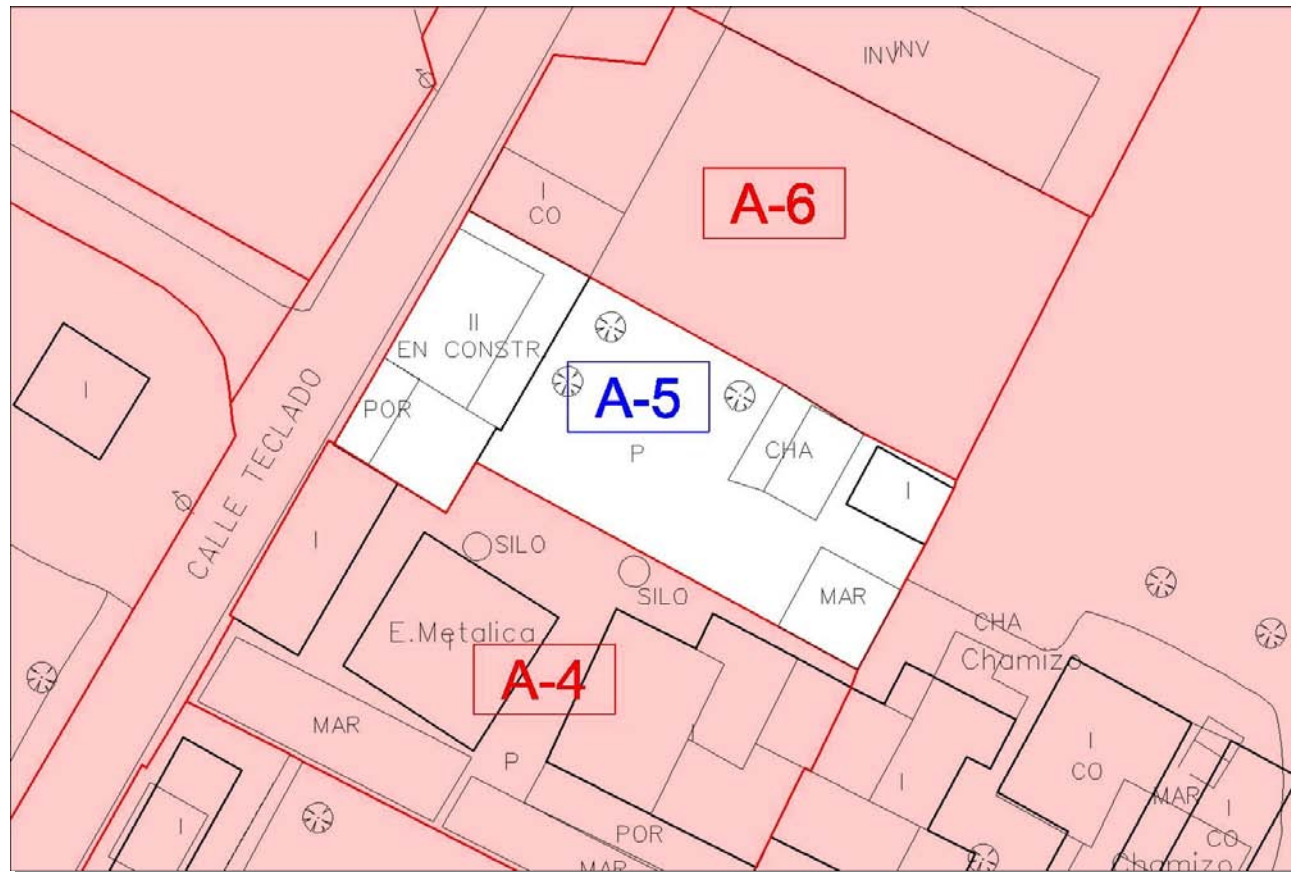 INV
INV
A-6
I
CO
II
EN CONSTR.
A-5
I
POR
P
CHA
I
CALLE TECLADO
I
SILO
SILO
MAR
E.Metalica
I
CHA
Chamizo
A-4
MAR
I
P
I
CO
I
MAR
I
POR
I
CO
MAR
Chamizo